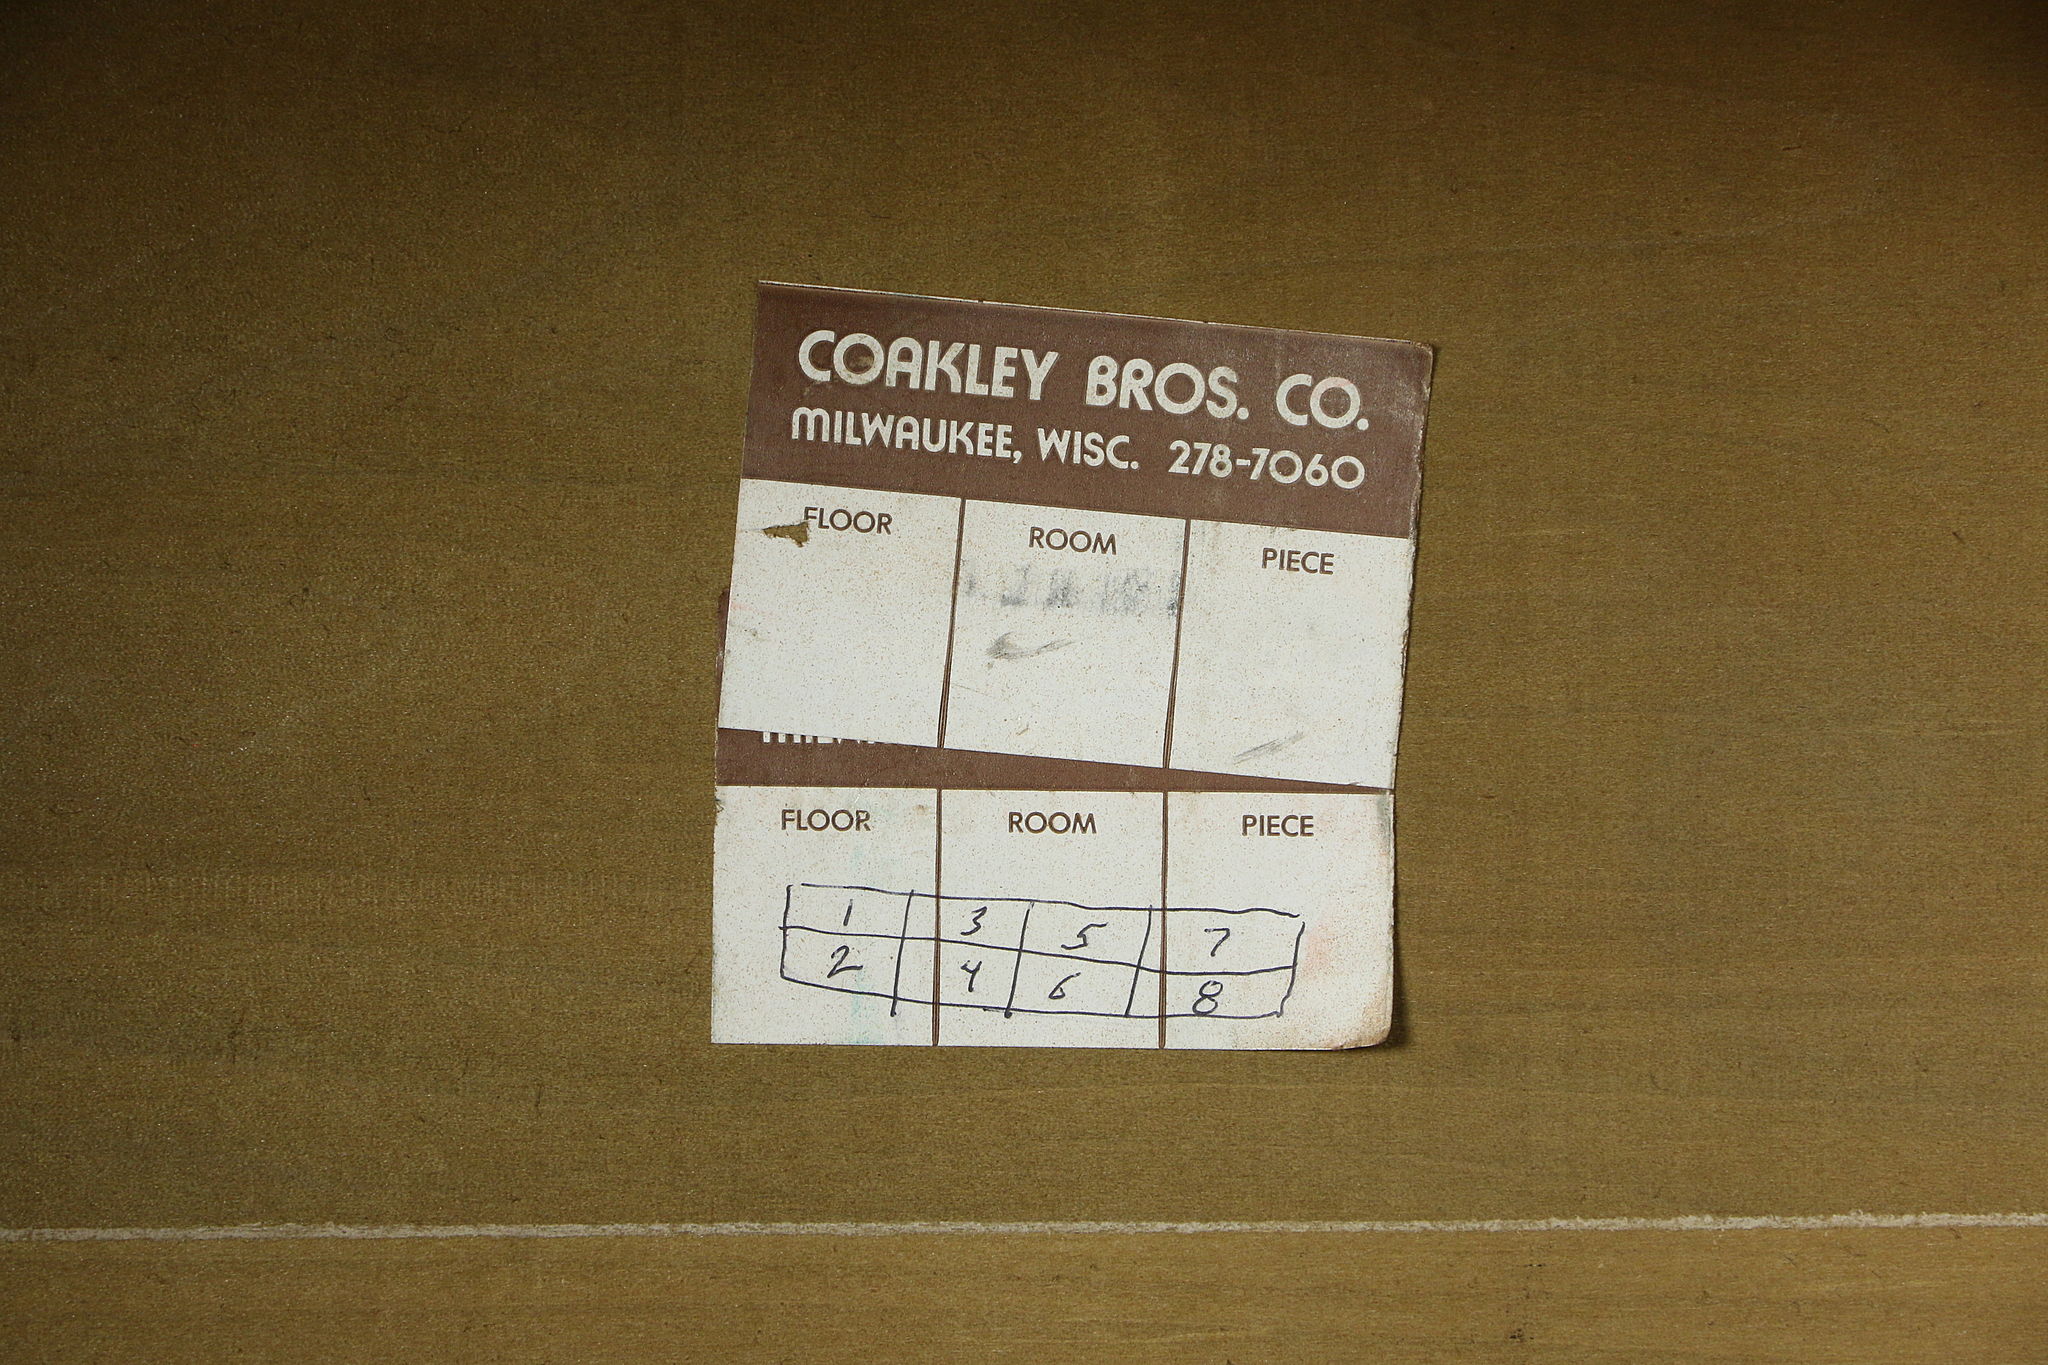 COAKLEY BROS. CO.
MILWAUKEE, WISC. 278-7060
FLOOR ROOM PIECE
FLOOR ROOM PIECE
1 3 5 7
2 4 6 8